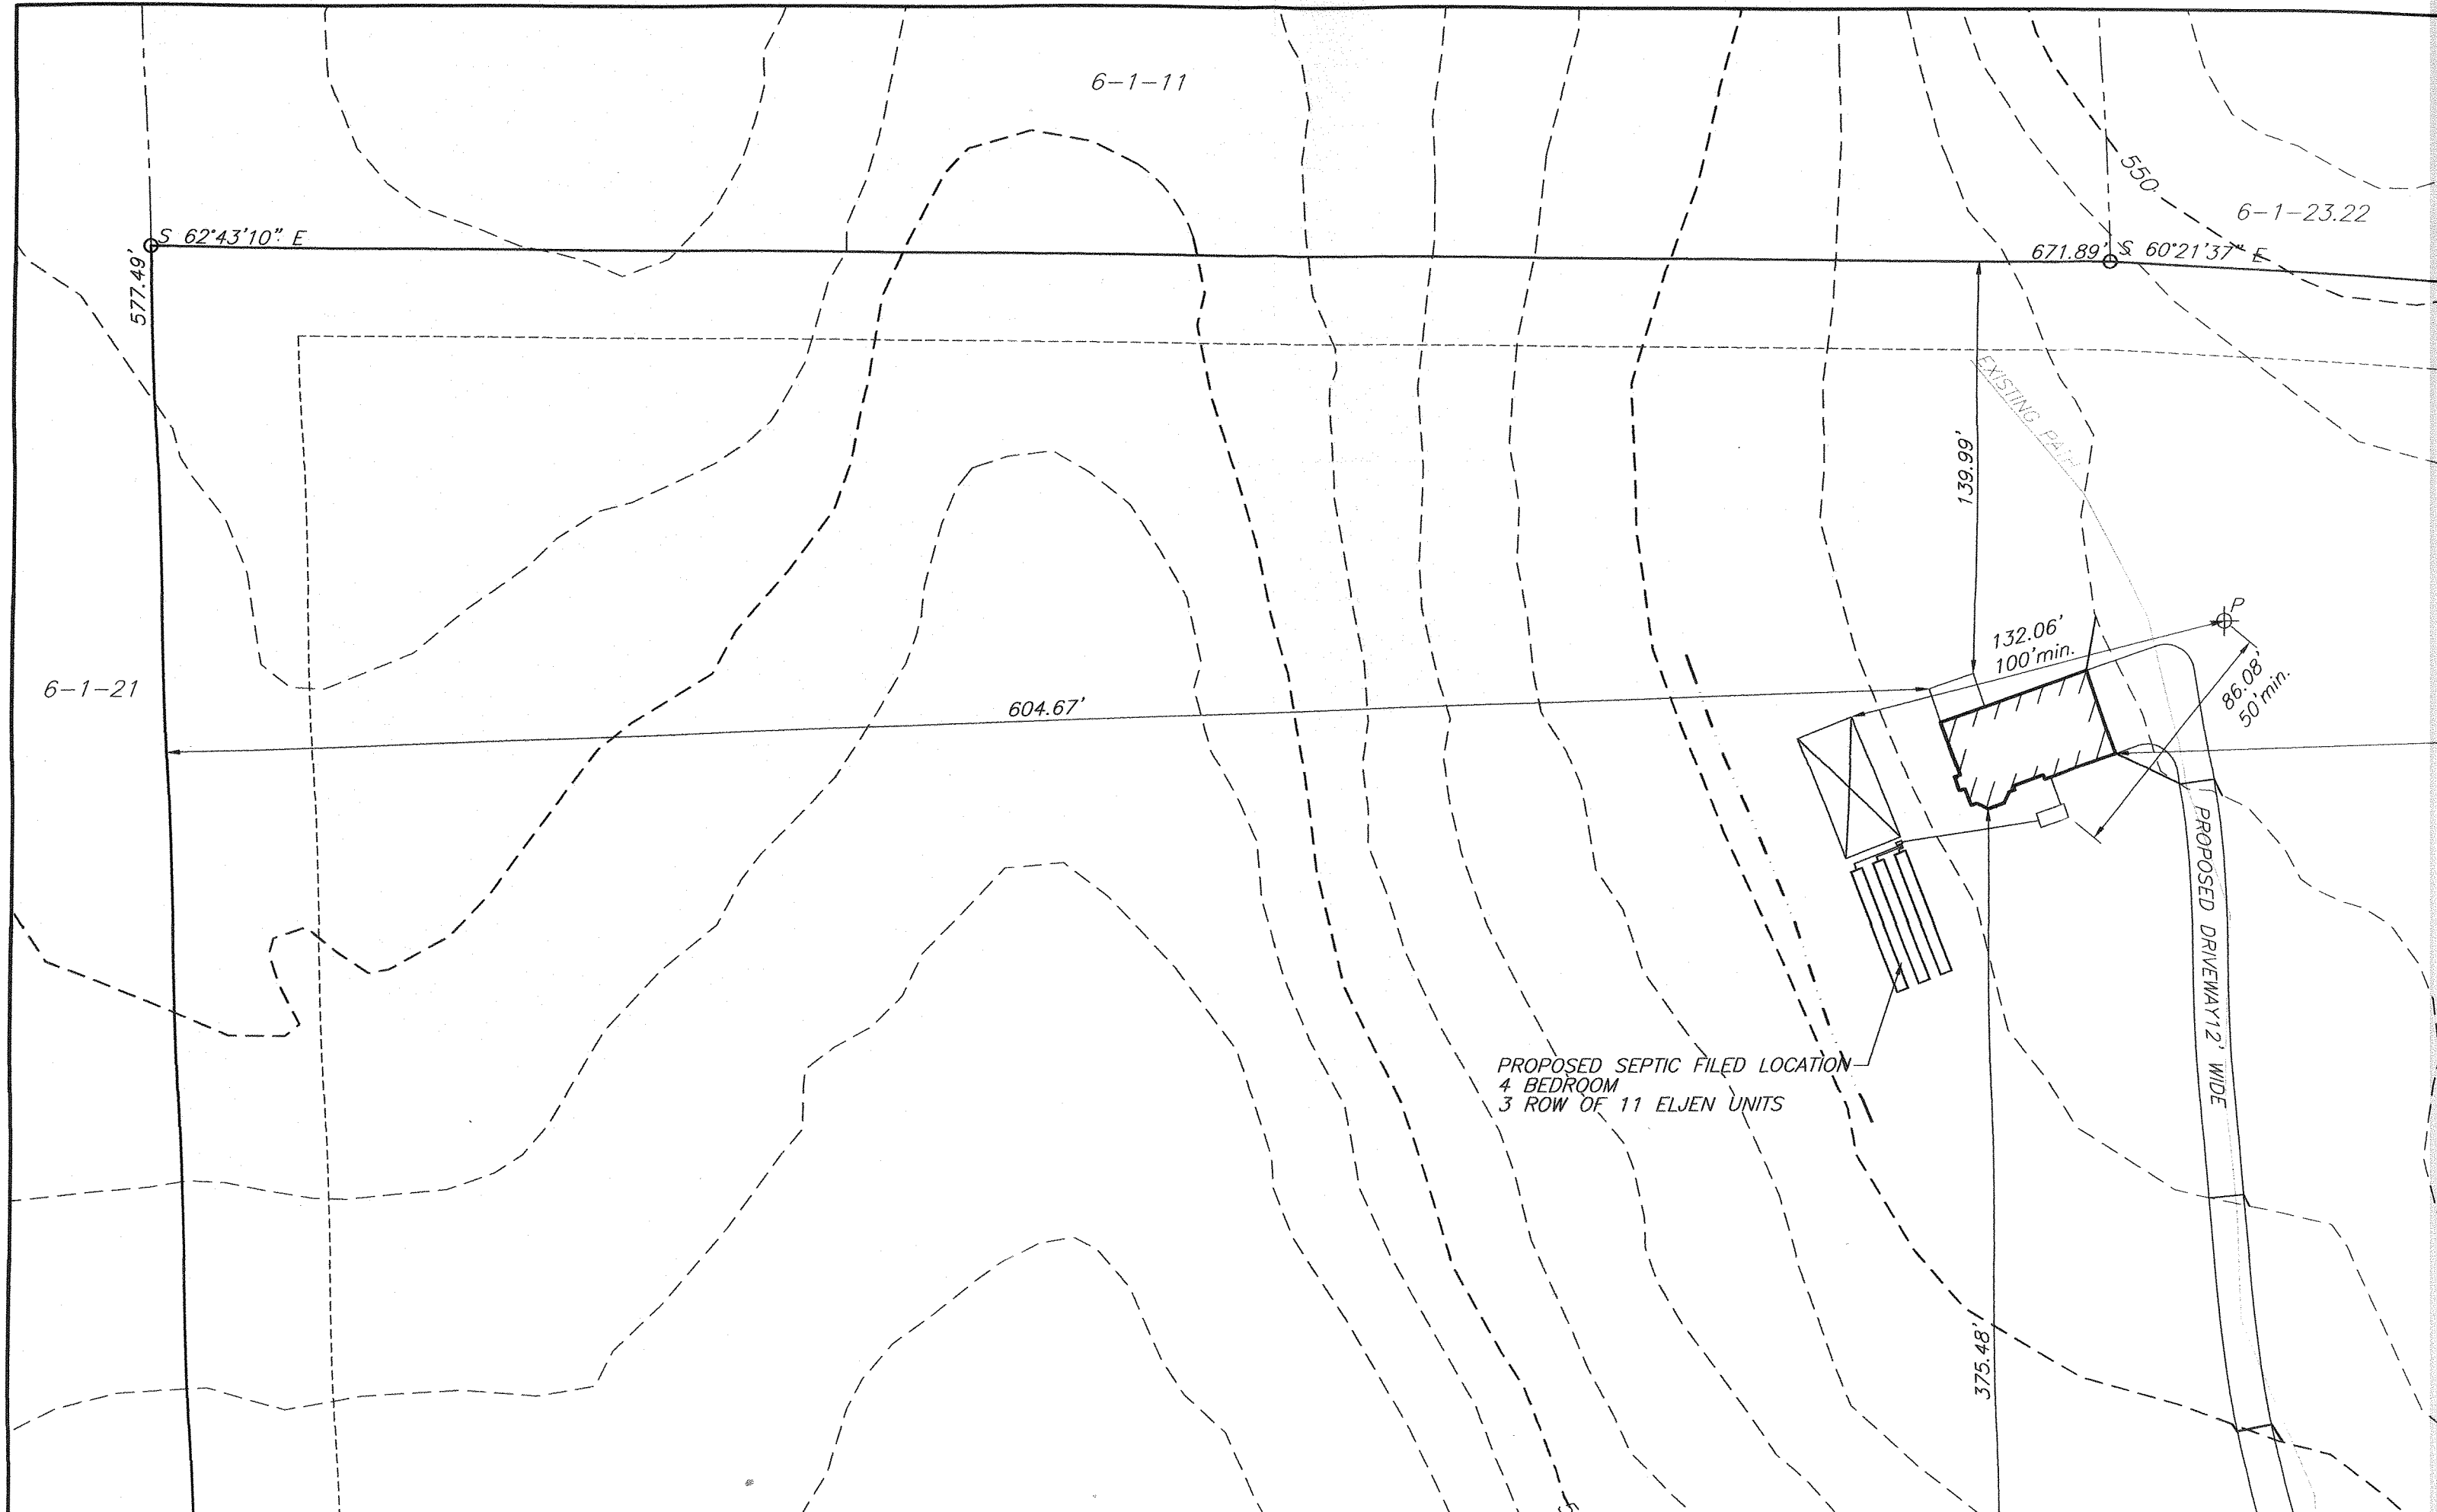 6-1-11
550
6-1-23.22
S 62°43'10" E
671.89'
S 60°21'37" E
577.49'
EXISTING PATH
139.99'
P
132.06'
100'min.
86.08'
50'min.
6-1-21
604.67'
PROPOSED DRIVEWAY 12' WIDE
PROPOSED SEPTIC FILED LOCATION
4 BEDROOM
3 ROW OF 11 ELJEN UNITS
375.48'